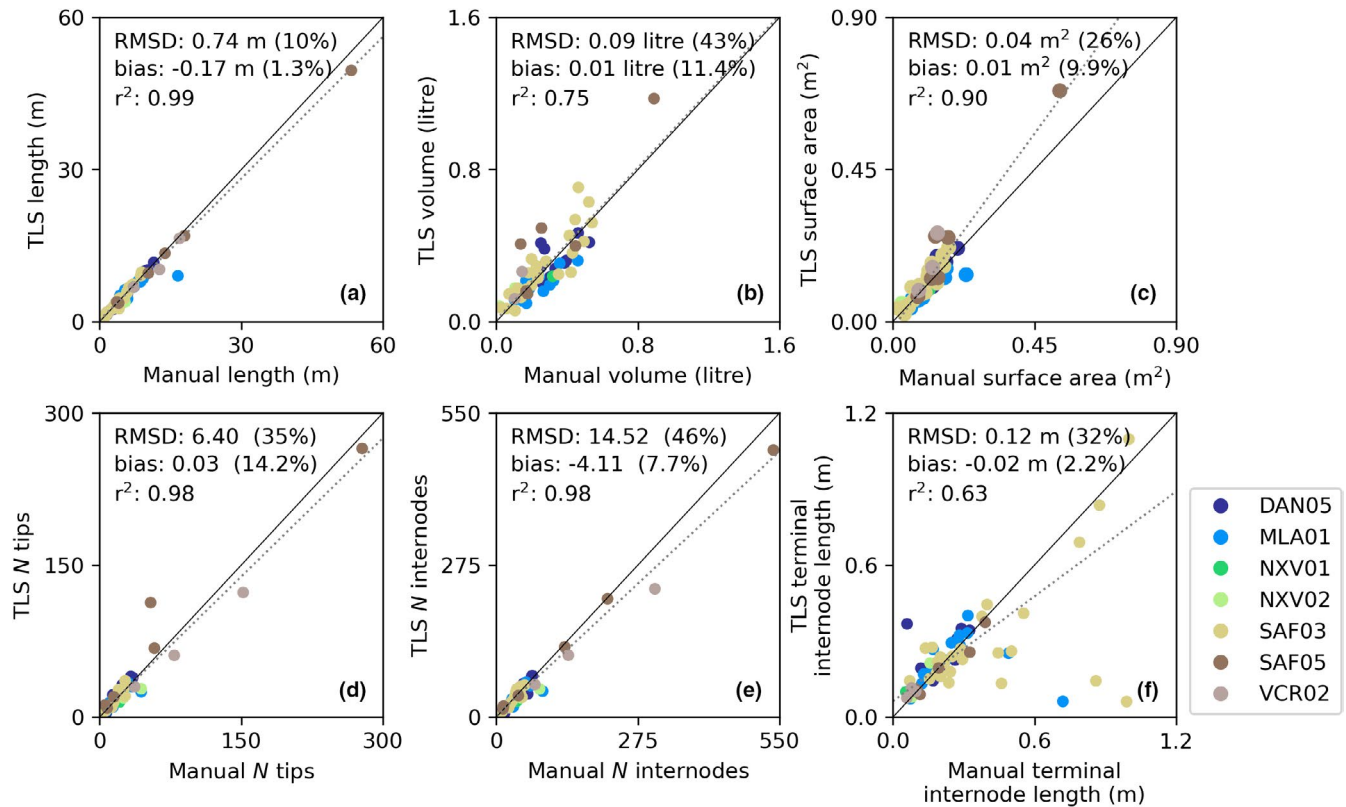 60
30
0
0
30
60
TLS length (m)
Manual length (m)
RMSD: 0.74 m (10%)
bias: -0.17 m (1.3%)
r²: 0.99
(a)
1.6
0.8
0.0
0.0
0.8
1.6
TLS volume (litre)
Manual volume (litre)
RMSD: 0.09 litre (43%)
bias: 0.01 litre (11.4%)
r²: 0.75
(b)
0.90
0.45
0.00
0.00
0.45
0.90
TLS surface area (m²)
Manual surface area (m²)
RMSD: 0.04 m² (26%)
bias: 0.01 m² (9.9%)
r²: 0.90
(c)
300
150
0
0
150
300
TLS N tips
Manual N tips
RMSD: 6.40 (35%)
bias: 0.03 (14.2%)
r²: 0.98
(d)
550
275
0
0
275
550
TLS N internodes
Manual N internodes
RMSD: 14.52 (46%)
bias: -4.11 (7.7%)
r²: 0.98
(e)
1.2
0.6
0.0
0.0
0.6
1.2
TLS terminal
internode length (m)
Manual terminal
internode length (m)
RMSD: 0.12 m (32%)
bias: -0.02 m (2.2%)
r²: 0.63
(f)
DAN05
MLA01
NXV01
NXV02
SAF03
SAF05
VCR02